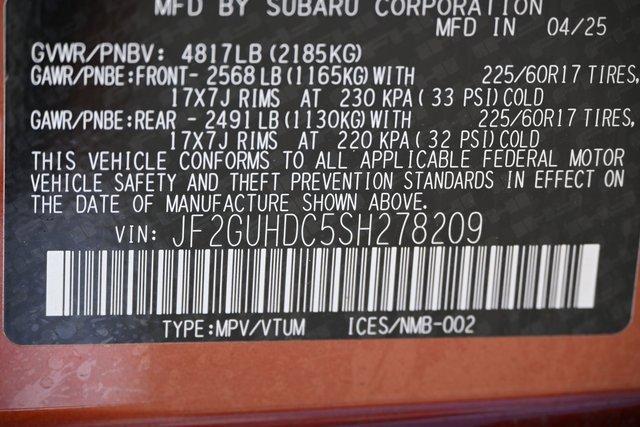 MFD BY SUBARU CORPORATION
MFD IN 04/25
GVWR/PNBV: 4817LB (2185KG)
GAWR/PNBE:FRONT- 2568 LB(1165KG)WITH 225/60R17 TIRES,
17X7J RIMS AT 230 KPA ( 33 PSI) COLD
GAWR/PNBE:REAR - 2491 LB(1130KG)WITH 225/60R17 TIRES,
17X7J RIMS AT 220 KPA ( 32 PSI) COLD
THIS VEHICLE CONFORMS TO ALL APPLICABLE FEDERAL MOTOR
VEHICLE SAFETY AND THEFT PREVENTION STANDARDS IN EFFECT ON
THE DATE OF MANUFACTURE SHOWN ABOVE.
VIN: JF2GUHDC5SH278209
TYPE:MPV/VTUM ICES/NMB-002